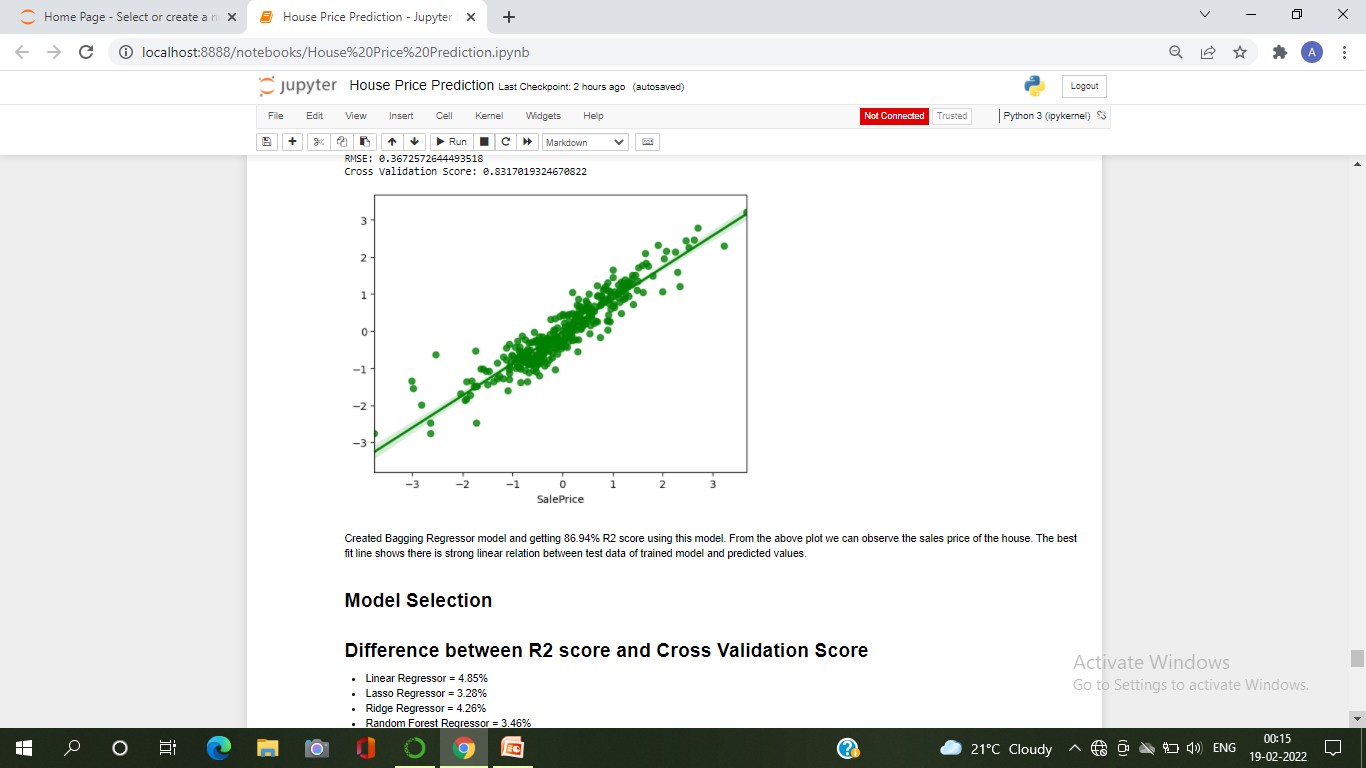 Home Page - Select or create a n
House Price Prediction - Jupyter
localhost:8888/notebooks/House%20Price%20Prediction.ipynb
A
jupyter House Price Prediction Last Checkpoint: 2 hours ago (autosaved)
Logout
File Edit View Insert Cell Kernel Widgets Help
Not Connected Trusted Python 3 (ipykernel)
Run Markdown
RMSE: 0.3672572644493518
Cross Validation Score: 0.8317019324670822
3
2
1
0
−1
−2
−3
−3 −2 −1 0 1 2 3
SalePrice
Created Bagging Regressor model and getting 86.94% R2 score using this model. From the above plot we can observe the sales price of the house. The best
fit line shows there is strong linear relation between test data of trained model and predicted values.
Model Selection
Difference between R2 score and Cross Validation Score
• Linear Regressor = 4.85%
• Lasso Regressor = 3.28%
• Ridge Regressor = 4.26%
• Random Forest Regressor = 3.46%
Activate Windows
Go to Settings to activate Windows.
21°C Cloudy
ENG
00:15
19-02-2022